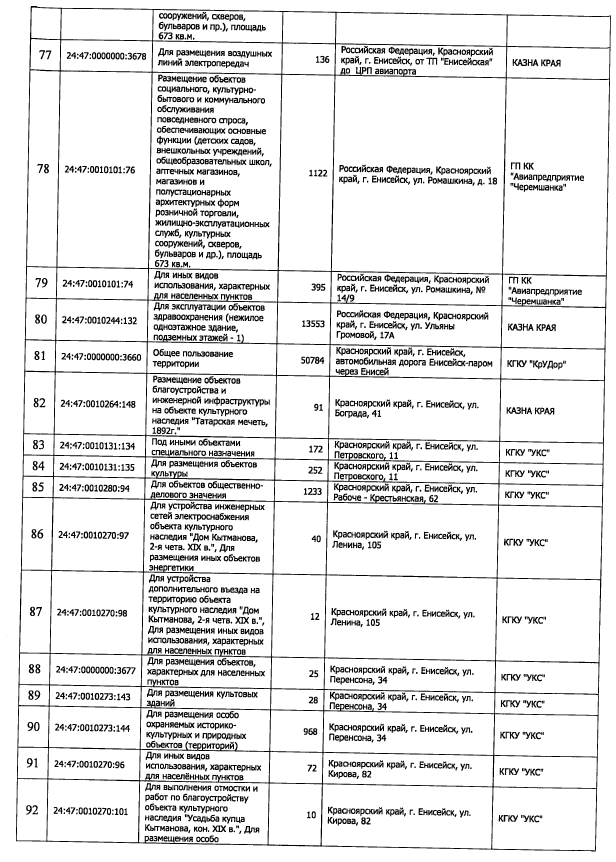 сооружений, скверов,
бульваров и пр.), площадь
673 кв.м.
77
24:47:0000000:3678
Для размещения воздушных
линий электропередач
136
Российская Федерация, Красноярский
край, г. Енисейск, от ТП "Енисейская"
до ЦРП авиапорта
КАЗНА КРАЯ
78
24:47:0010101:76
Размещение объектов
социального, культурно-
бытового и коммунального
обслуживания
повседневного спроса,
обеспечивающих основные
функции (детских садов,
внешкольных учреждений,
общеобразовательных школ,
аптечных магазинов,
магазинов и
полустационарных
архитектурных форм
розничной торговли,
жилищно-эксплуатационных
служб, культурных
сооружений, скверов,
бульваров и др.), площадь
673 кв.м.
1122
Российская Федерация, Красноярский
край, г. Енисейск, ул. Ромашкина, д. 18
ГП КК
"Авиапредприятие
"Черемшанка"
79
24:47:0010101:74
Для иных видов
использования, характерных
для населенных пунктов
395
Российская Федерация, Красноярский
край, г. Енисейск, ул. Ромашкина, №
14/9
ГП КК
"Авиапредприятие
"Черемшанка"
80
24:47:0010244:132
Для эксплуатации объектов
здравоохранения (нежилое
одноэтажное здание,
подземных этажей - 1)
13553
Российская Федерация, Красноярский
край, г. Енисейск, ул. Ульяны
Громовой, 17А
КАЗНА КРАЯ
81
24:47:0000000:3660
Общее пользование
территории
50784
Красноярский край, г. Енисейск,
автомобильная дорога Енисейск-паром
через Енисей
КГКУ "КрУДор"
82
24:47:0010264:148
Размещение объектов
благоустройства и
инженерной инфраструктуры
на объекте культурного
наследия "Татарская мечеть,
1892г."
91
Красноярский край, г. Енисейск, ул.
Бограда, 41
КАЗНА КРАЯ
83
24:47:0010131:134
Под иными объектами
специального назначения
172
Красноярский край, г. Енисейск, ул.
Петровского, 11
КГКУ "УКС"
84
24:47:0010131:135
Для размещения объектов
культуры
252
Красноярский край, г. Енисейск, ул.
Петровского, 11
КГКУ "УКС"
85
24:47:0010280:94
Для объектов общественно-
делового значения
1233
Красноярский край, г. Енисейск, ул.
Рабоче - Крестьянская, 62
КГКУ "УКС"
86
24:47:0010270:97
Для устройства инженерных
сетей электроснабжения
объекта культурного
наследия "Дом Кытманова,
2-я четв. XIX в.", Для
размещения иных объектов
энергетики
40
Красноярский край, г. Енисейск, ул.
Ленина, 105
КГКУ "УКС"
87
24:47:0010270:98
Для устройства
дополнительного въезда на
территорию объекта
культурного наследия "Дом
Кытманова, 2-я четв. XIX в.",
Для размещения иных видов
использования, характерных
для населенных пунктов
12
Красноярский край, г. Енисейск, ул.
Ленина, 105
КГКУ "УКС"
88
24:47:0000000:3677
Для размещения объектов,
характерных для населенных
пунктов
25
Красноярский край, г. Енисейск, ул.
Перенсона, 34
КГКУ "УКС"
89
24:47:0010273:143
Для размещения культовых
зданий
28
Красноярский край, г. Енисейск, ул.
Перенсона, 34
КГКУ "УКС"
90
24:47:0010273:144
Для размещения особо
охраняемых историко-
культурных и природных
объектов (территорий)
968
Красноярский край, г. Енисейск, ул.
Перенсона, 34
КГКУ "УКС"
91
24:47:0010270:96
Для иных видов
использования, характерных
для населённых пунктов
72
Красноярский край, г. Енисейск, ул.
Кирова, 82
КГКУ "УКС"
92
24:47:0010270:101
Для выполнения отмостки и
работ по благоустройству
объекта культурного
наследия "Усадьба купца
Кытманова, кон. XIX в.", Для
размещения особо
10
Красноярский край, г. Енисейск, ул.
Кирова, 82
КГКУ "УКС"